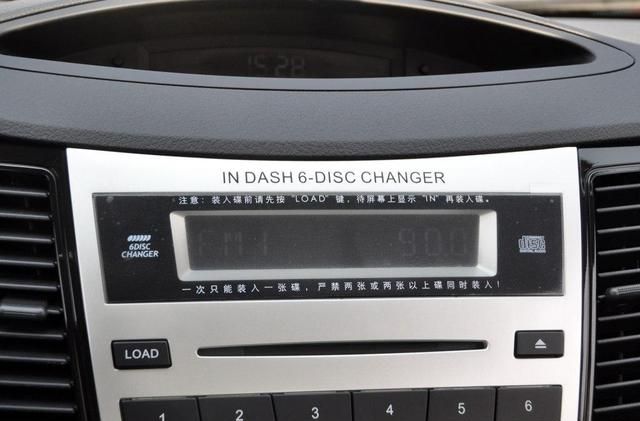 15:28
IN DASH 6-DISC CHANGER
注意：装入碟前请先按 "LOAD" 键，待屏幕上显示 "IN" 再装入碟。
6DISC
CHANGER
FM1 90.0
disc
DIGITAL AUDIO
一次只能装入一张碟，严禁两张或两张以上碟同时装入！
LOAD
1 2 3 4 5 6